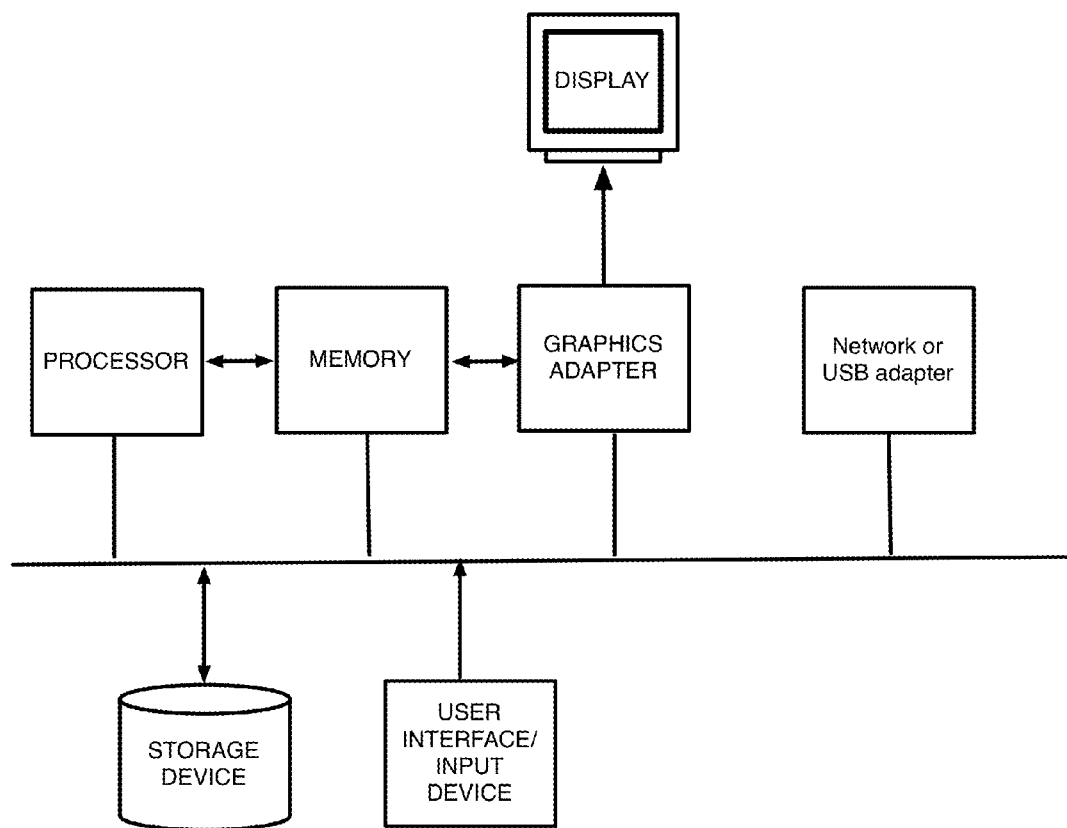 DISPLAY
PROCESSOR
MEMORY
GRAPHICS
ADAPTER
Network or
USB adapter
STORAGE
DEVICE
USER
INTERFACE/
INPUT
DEVICE